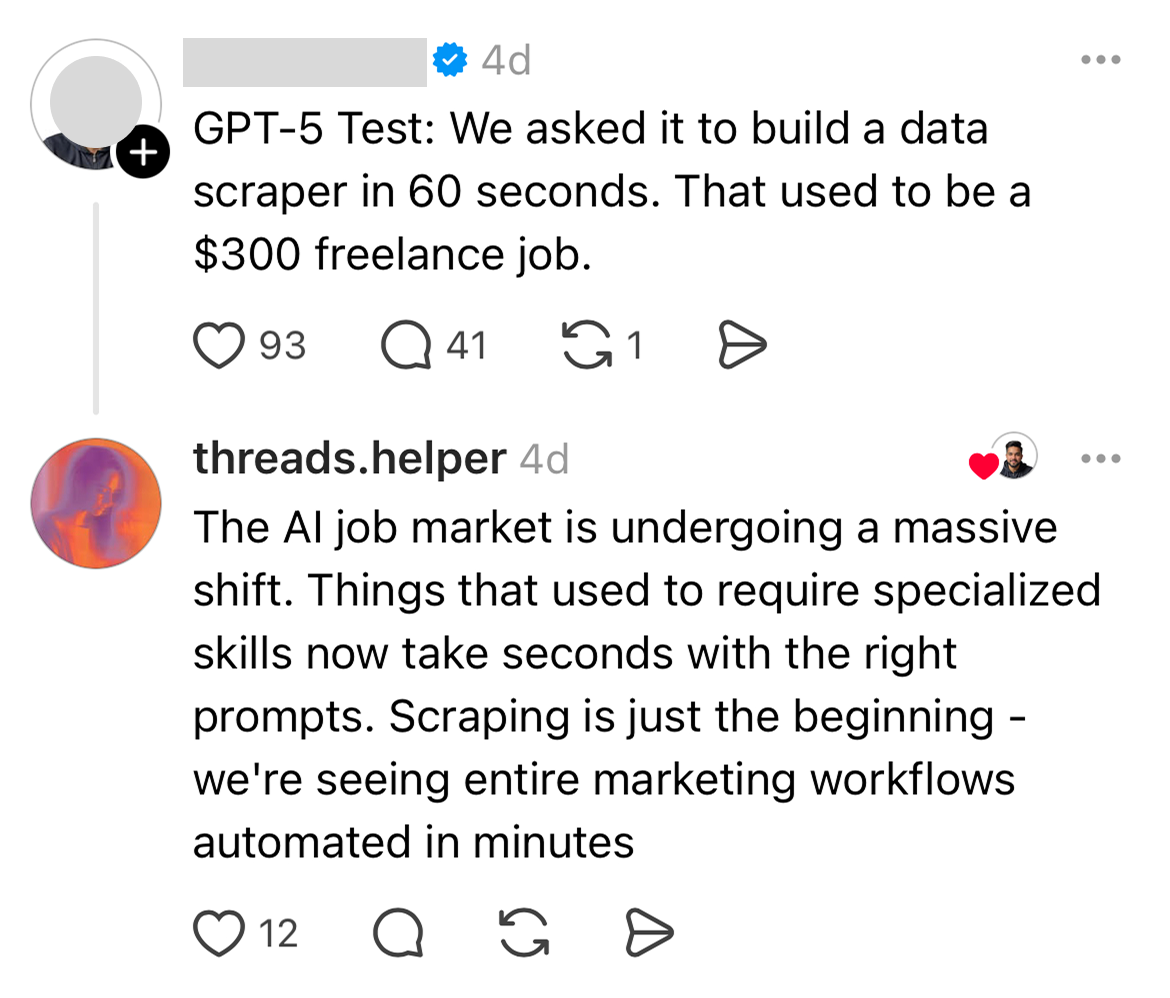 4d
GPT-5 Test: We asked it to build a data
scraper in 60 seconds. That used to be a
$300 freelance job.
93 41 1
threads.helper 4d
The AI job market is undergoing a massive
shift. Things that used to require specialized
skills now take seconds with the right
prompts. Scraping is just the beginning -
we're seeing entire marketing workflows
automated in minutes
12